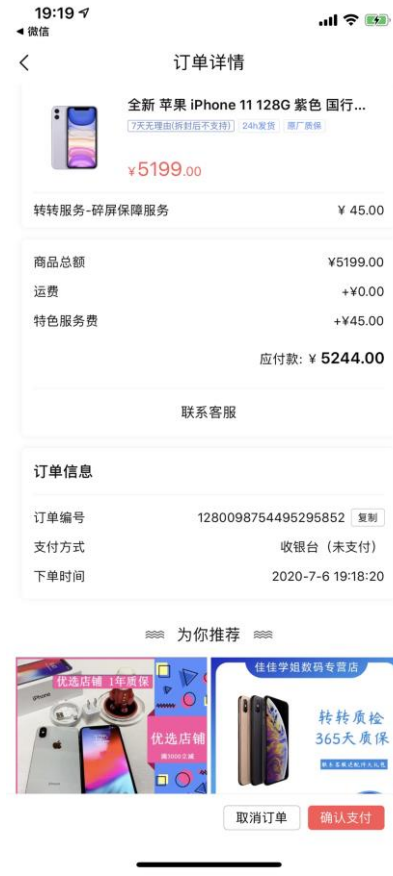 19:19
微信
订单详情
全新 苹果 iPhone 11 128G 紫色 国行...
7天无理由(拆封后不支持) 24h发货 原厂质保
¥5199.00
转转服务-碎屏保障服务 ¥ 45.00
商品总额 ¥5199.00
运费 +¥0.00
特色服务费 +¥45.00
应付款: ¥ 5244.00
联系客服
订单信息
订单编号 1280098754495295852 复制
支付方式 收银台（未支付）
下单时间 2020-7-6 19:18:20
为你推荐
优选店铺 1年质保
iPhone
优选店铺
满5000立减
佳佳学姐数码专营店
转转质检
365天质保
取消订单 确认支付